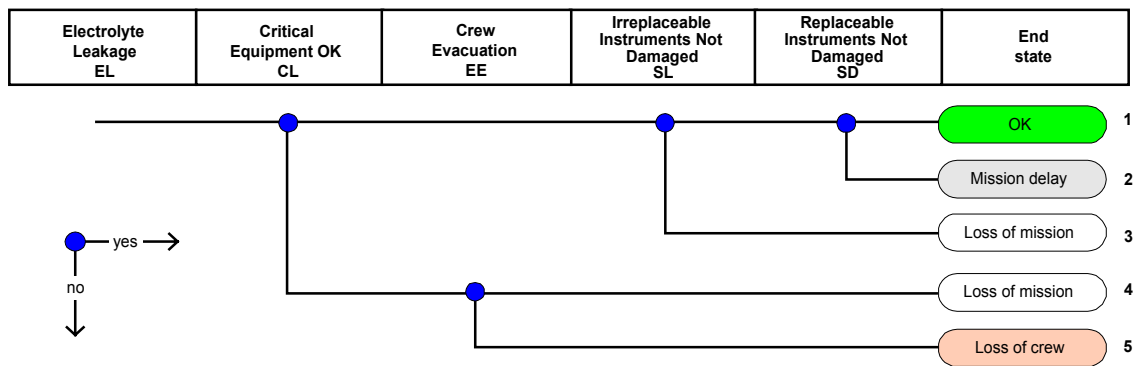 Electrolyte
Leakage
EL
Critical
Equipment OK
CL
Crew
Evacuation
EE
Irreplaceable
Instruments Not
Damaged
SL
Replaceable
Instruments Not
Damaged
SD
End
state
OK
1
Mission delay
2
Loss of mission
3
Loss of mission
4
Loss of crew
5
yes
no